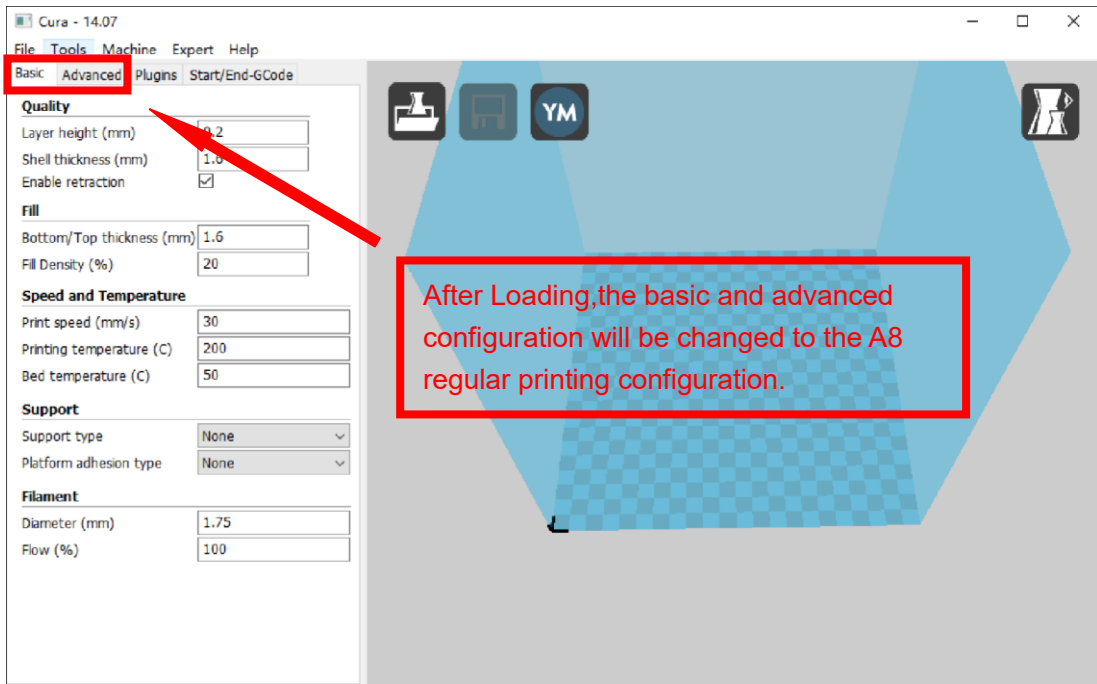 Cura - 14.07
File Tools Machine Expert Help
Basic Advanced Plugins Start/End-GCode
Quality
Layer height (mm) 0.2
Shell thickness (mm) 1.6
Enable retraction
Fill
Bottom/Top thickness (mm) 1.6
Fill Density (%) 20
Speed and Temperature
Print speed (mm/s) 30
Printing temperature (C) 200
Bed temperature (C) 50
Support
Support type None
Platform adhesion type None
Filament
Diameter (mm) 1.75
Flow (%) 100
YM
After Loading,the basic and advanced
configuration will be changed to the A8
regular printing configuration.